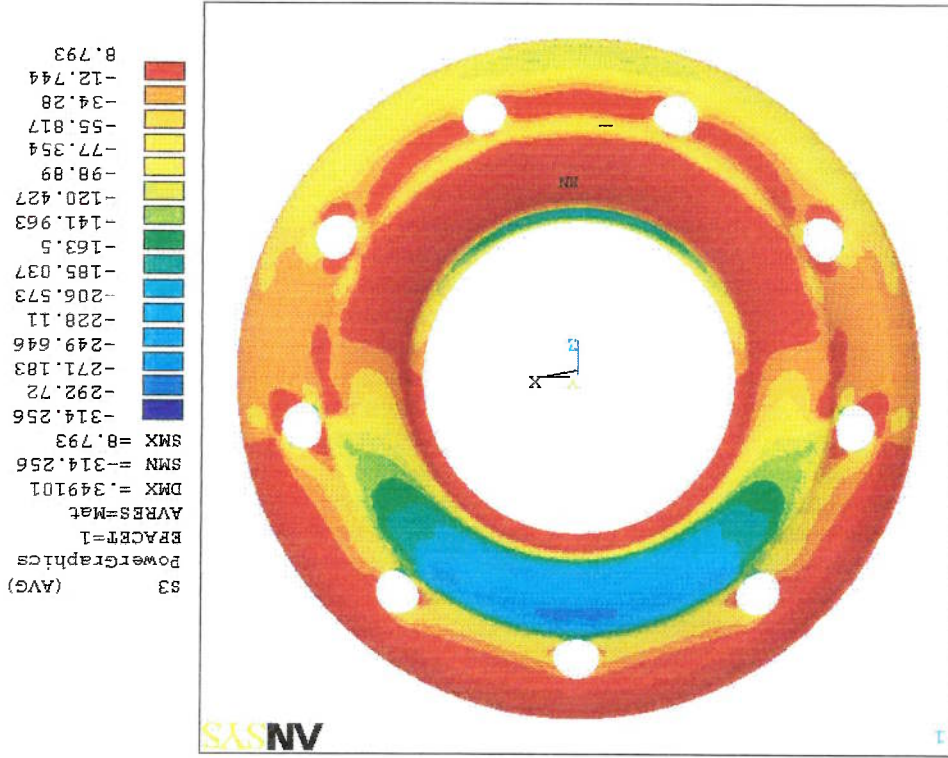 1
ANSYS
Y
X
Z
MN
S3 (AVG)
PowerGraphics
EFACET=1
AVRES=Mat
DMX =.349101
SMN =-314.256
SMX =8.793
-314.256
-292.72
-271.183
-249.646
-228.11
-206.573
-185.037
-163.5
-141.963
-120.427
-98.89
-77.354
-55.817
-34.28
-12.744
8.793